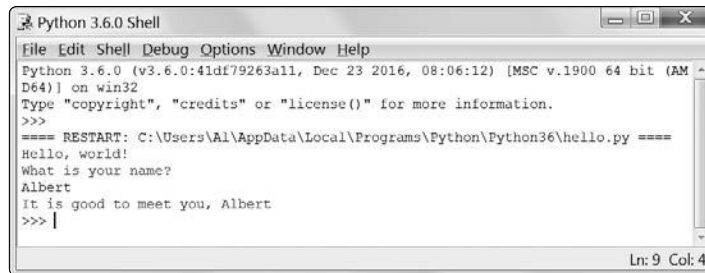 Python 3.6.0 Shell
File Edit Shell Debug Options Window Help
Python 3.6.0 (v3.6.0:41df79263a11, Dec 23 2016, 08:06:12) [MSC v.1900 64 bit (AM
D64)] on win32
Type "copyright", "credits" or "license()" for more information.
>>>
==== RESTART: C:\Users\Al\AppData\Local\Programs\Python\Python36\hello.py ====
Hello, world!
What is your name?
Albert
It is good to meet you, Albert
>>>
Ln: 9 Col: 4